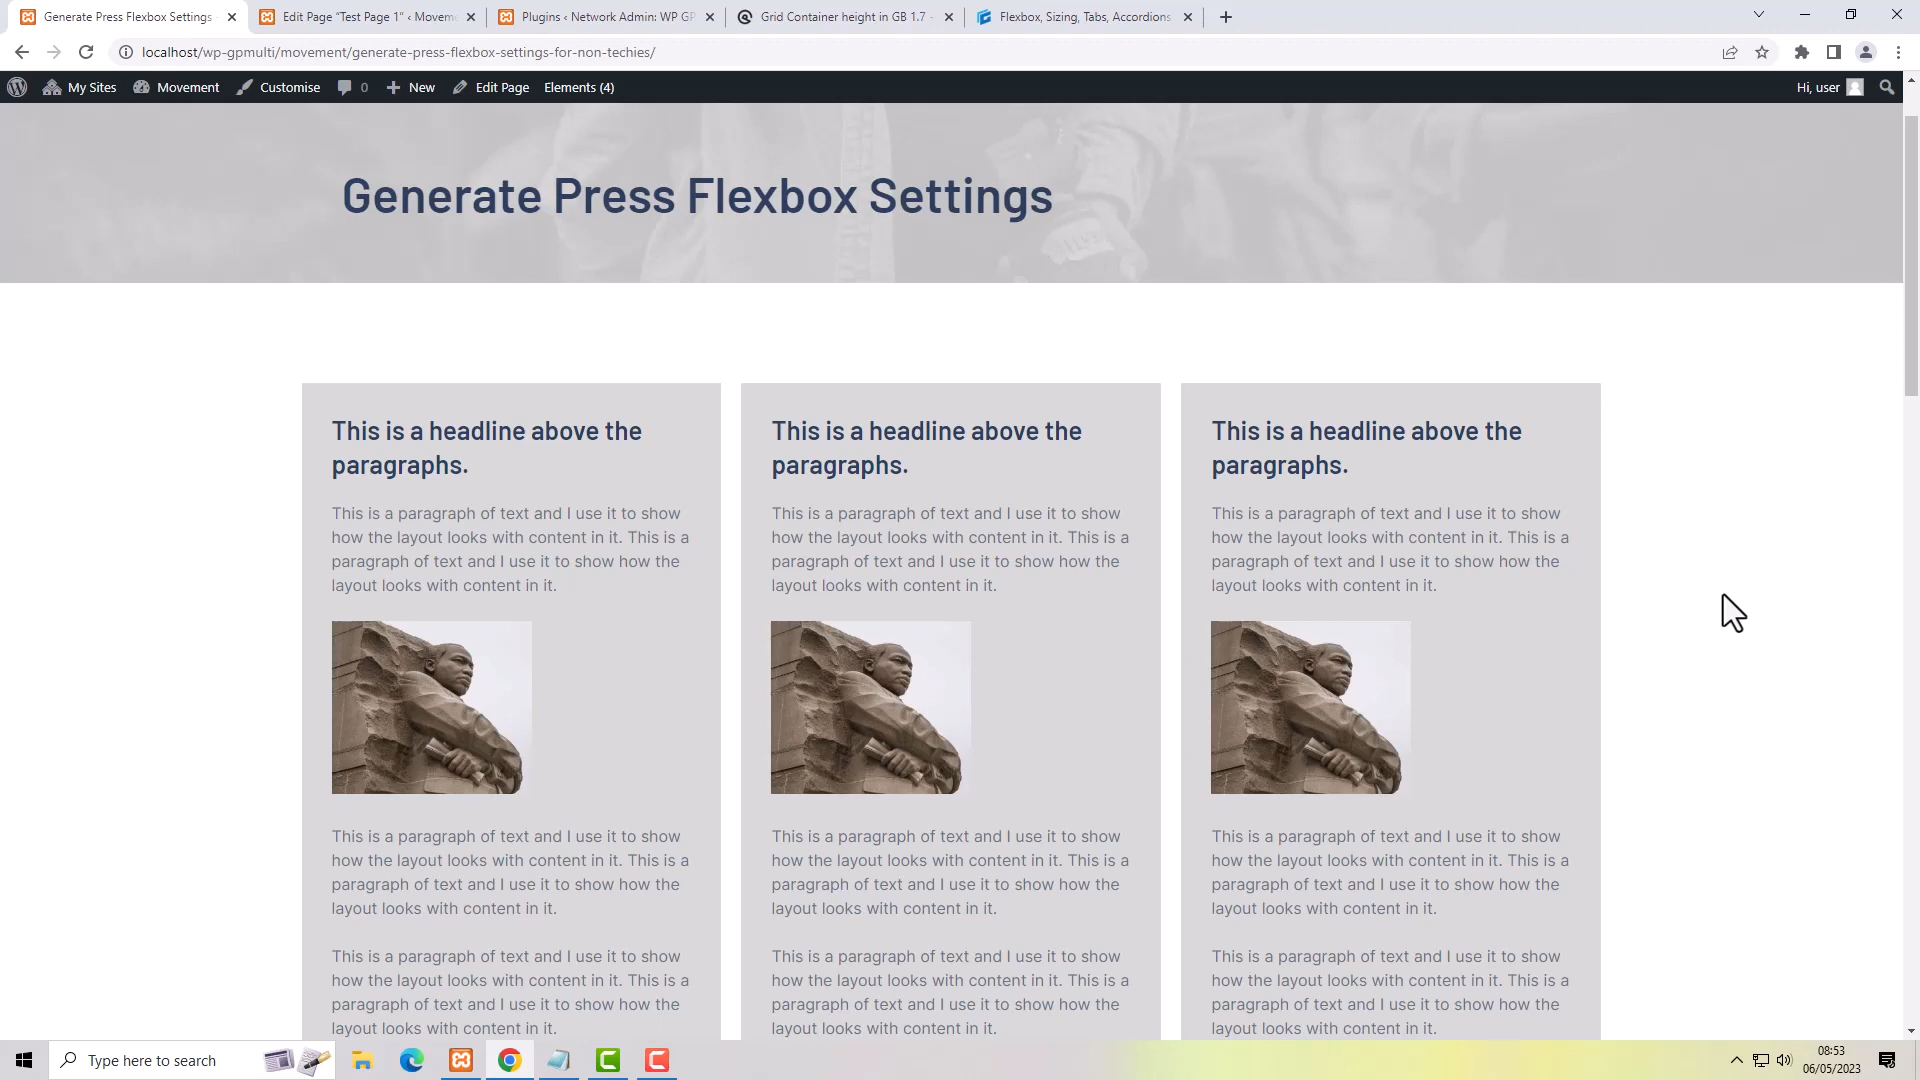 Generate Press Flexbox Settings
Edit Page "Test Page 1" ‹ Movem
Plugins ‹ Network Admin: WP GP
Grid Container height in GB 1.7 -
Flexbox, Sizing, Tabs, Accordions
localhost/wp-gpmulti/movement/generate-press-flexbox-settings-for-non-techies/
My Sites
Movement
Customise
0
New
Edit Page
Elements (4)
Hi, user
Generate Press Flexbox Settings
This is a headline above the
paragraphs.
This is a paragraph of text and I use it to show
how the layout looks with content in it. This is a
paragraph of text and I use it to show how the
layout looks with content in it.
This is a paragraph of text and I use it to show
how the layout looks with content in it. This is a
paragraph of text and I use it to show how the
layout looks with content in it.
This is a paragraph of text and I use it to show
how the layout looks with content in it. This is a
paragraph of text and I use it to show how the
layout looks with content in it.
This is a headline above the
paragraphs.
This is a paragraph of text and I use it to show
how the layout looks with content in it. This is a
paragraph of text and I use it to show how the
layout looks with content in it.
This is a paragraph of text and I use it to show
how the layout looks with content in it. This is a
paragraph of text and I use it to show how the
layout looks with content in it.
This is a paragraph of text and I use it to show
how the layout looks with content in it. This is a
paragraph of text and I use it to show how the
layout looks with content in it.
This is a headline above the
paragraphs.
This is a paragraph of text and I use it to show
how the layout looks with content in it. This is a
paragraph of text and I use it to show how the
layout looks with content in it.
This is a paragraph of text and I use it to show
how the layout looks with content in it. This is a
paragraph of text and I use it to show how the
layout looks with content in it.
This is a paragraph of text and I use it to show
how the layout looks with content in it. This is a
paragraph of text and I use it to show how the
layout looks with content in it.
Type here to search
08:53
06/05/2023